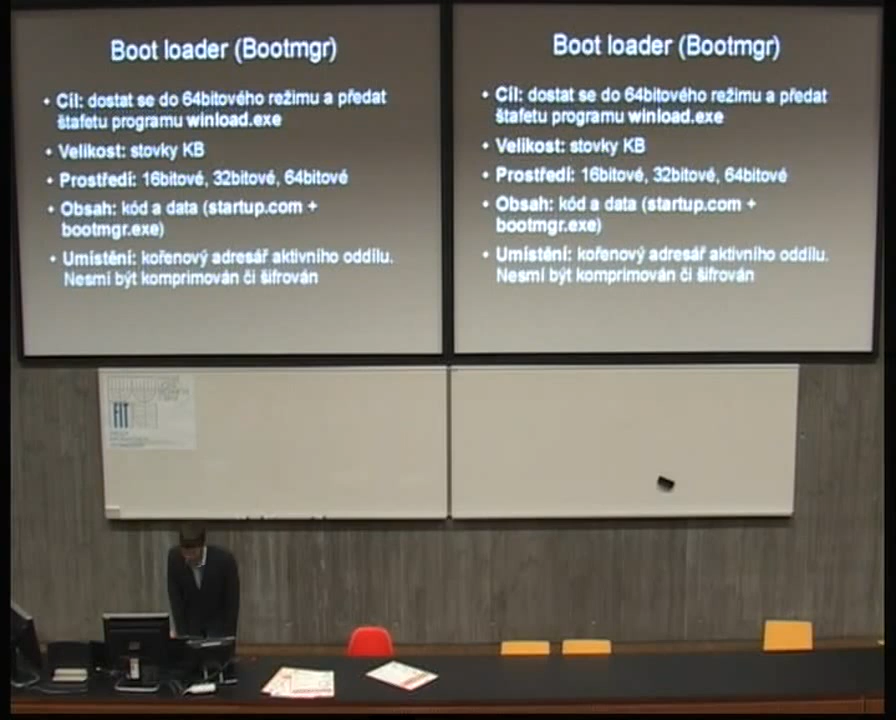 Boot loader (Bootmgr)
• Cíl: dostat se do 64bitového režimu a předat
štafetu programu winload.exe
• Velikost: stovky KB
• Prostředí: 16bitové, 32bitové, 64bitové
• Obsah: kód a data (startup.com +
bootmgr.exe)
• Umístění: kořenový adresář aktivního oddílu.
Nesmí být komprimován či šifrován
Boot loader (Bootmgr)
• Cíl: dostat se do 64bitového režimu a předat
štafetu programu winload.exe
• Velikost: stovky KB
• Prostředí: 16bitové, 32bitové, 64bitové
• Obsah: kód a data (startup.com +
bootmgr.exe)
• Umístění: kořenový adresář aktivního oddílu.
Nesmí být komprimován či šifrován
FIT